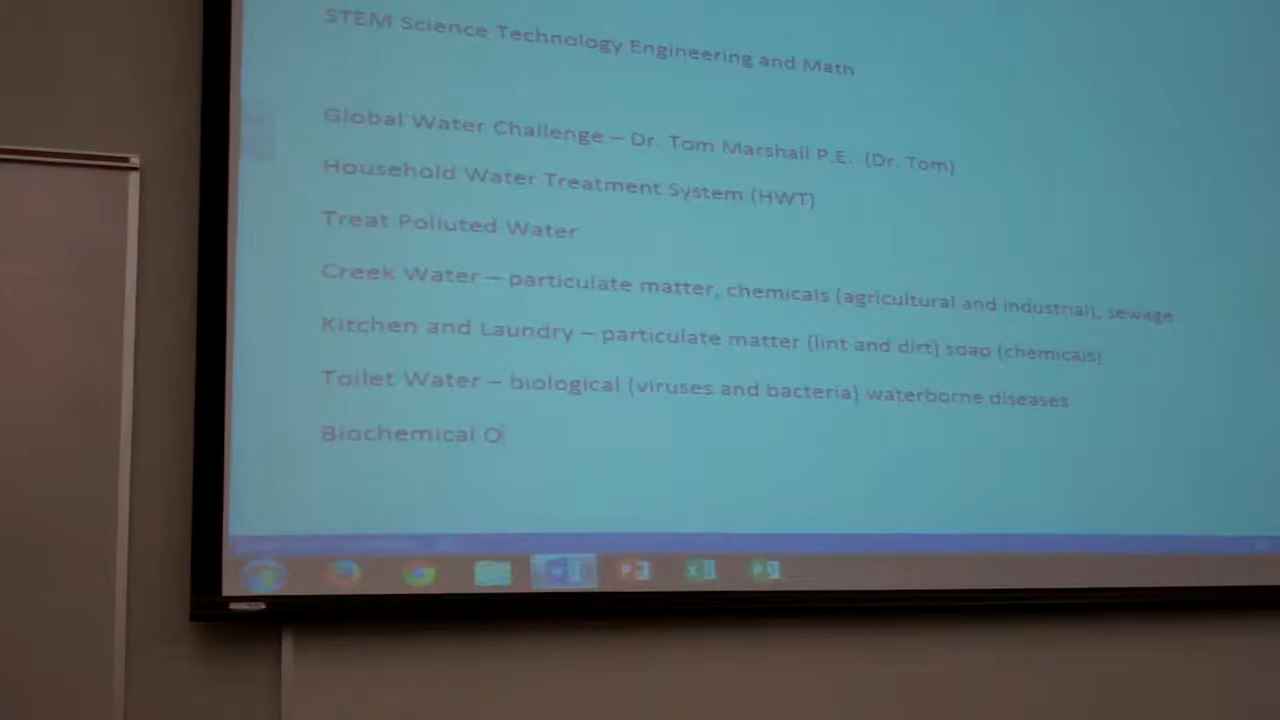 STEM Science Technology Engineering and Math
Global Water Challenge – Dr. Tom Marshall P.E. (Dr. Tom)
Household Water Treatment System (HWT)
Treat Polluted Water
Creek Water – particulate matter, chemicals (agricultural and industrial), sewage
Kitchen and Laundry – particulate matter (lint and dirt) soap (chemicals)
Toilet Water – biological (viruses and bacteria) waterborne diseases
Biochemical O